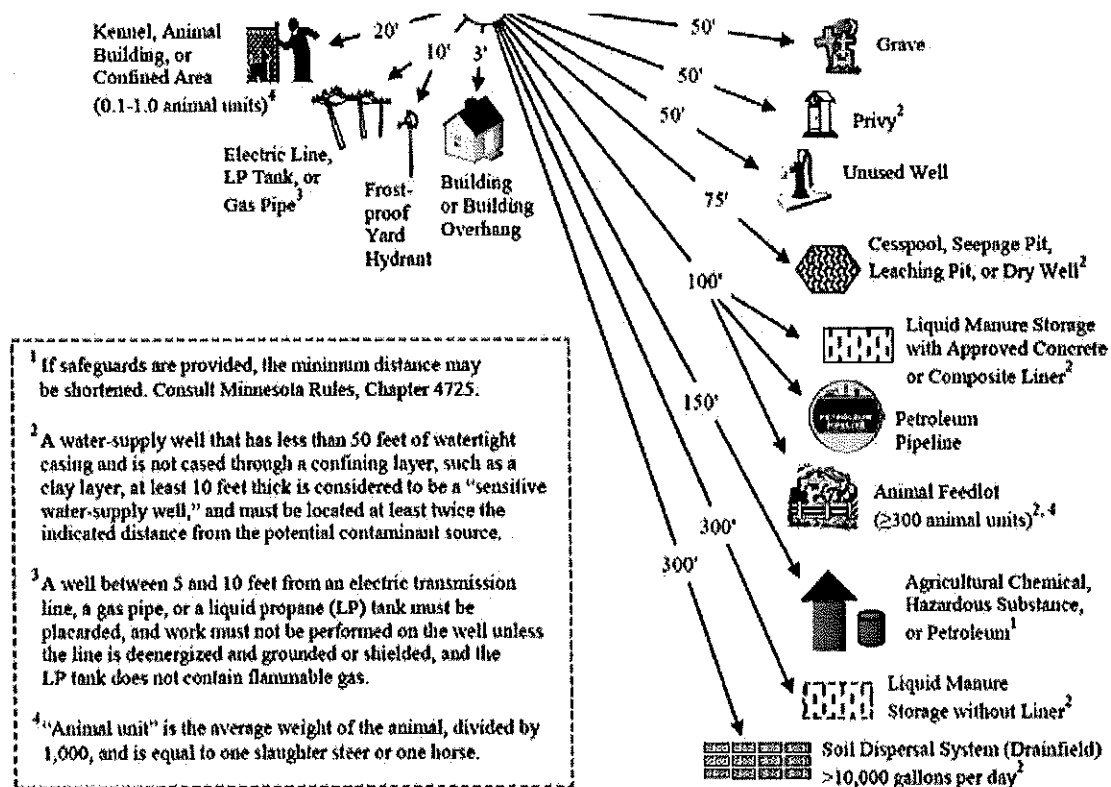 Kennel, Animal
Building, or
Confined Area
(0.1-1.0 animal units)4
20'
10'
3'
Electric Line,
LP Tank, or
Gas Pipe3
Frost-
proof
Yard
Hydrant
Building
or Building
Overhang
50'
Grave
50'
Privy2
50'
Unused Well
75'
Cesspool, Seepage Pit,
Leaching Pit, or Dry Well2
100'
Liquid Manure Storage
with Approved Concrete
or Composite Liner2
Petroleum
Pipeline
Animal Feedlot
(≥300 animal units)2, 4
150'
Agricultural Chemical,
Hazardous Substance,
or Petroleum1
300'
Liquid Manure
Storage without Liner2
300'
Soil Dispersal System (Drainfield)
>10,000 gallons per day2
1 If safeguards are provided, the minimum distance may
be shortened. Consult Minnesota Rules, Chapter 4725.
2 A water-supply well that has less than 50 feet of watertight
casing and is not cased through a confining layer, such as a
clay layer, at least 10 feet thick is considered to be a "sensitive
water-supply well," and must be located at least twice the
indicated distance from the potential contaminant source.
3 A well between 5 and 10 feet from an electric transmission
line, a gas pipe, or a liquid propane (LP) tank must be
placarded, and work must not be performed on the well unless
the line is deenergized and grounded or shielded, and the
LP tank does not contain flammable gas.
4 "Animal unit" is the average weight of the animal, divided by
1,000, and is equal to one slaughter steer or one horse.